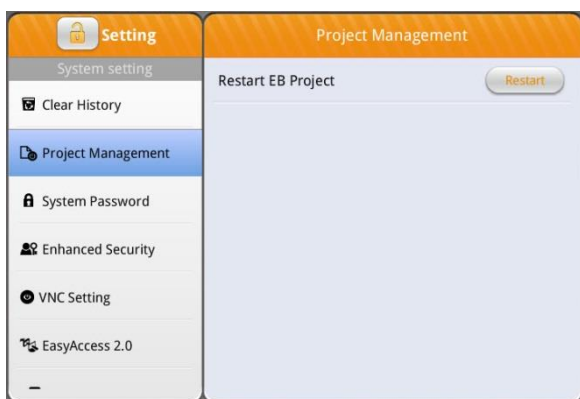 Setting
System setting
Clear History
Project Management
System Password
Enhanced Security
VNC Setting
EasyAccess 2.0
Project Management
Restart EB Project
Restart